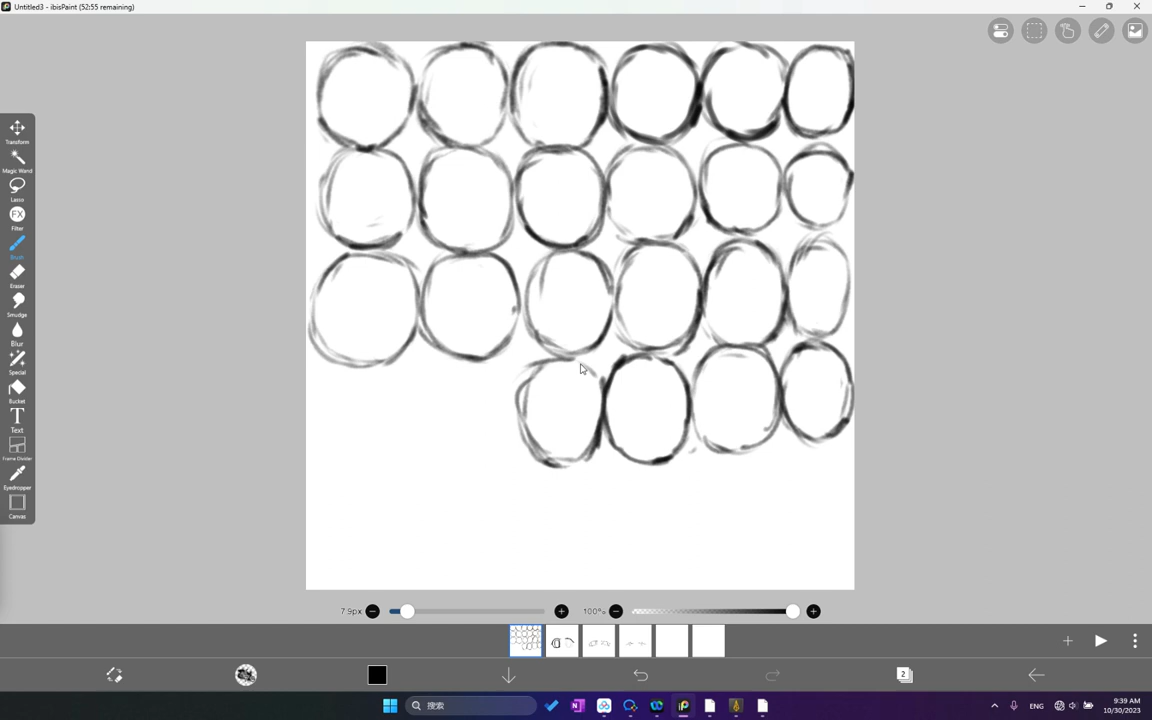 Untitled3 - ibisPaint (52:55 remaining)
Transform
Magic Wand
Lasso
FX
Filter
Brush
Eraser
Smudge
Blur
Special
Bucket
T
Text
Frame Divider
Eyedropper
Canvas
7.9px
100%
2
搜索
ENG
9:39 AM
10/30/2023